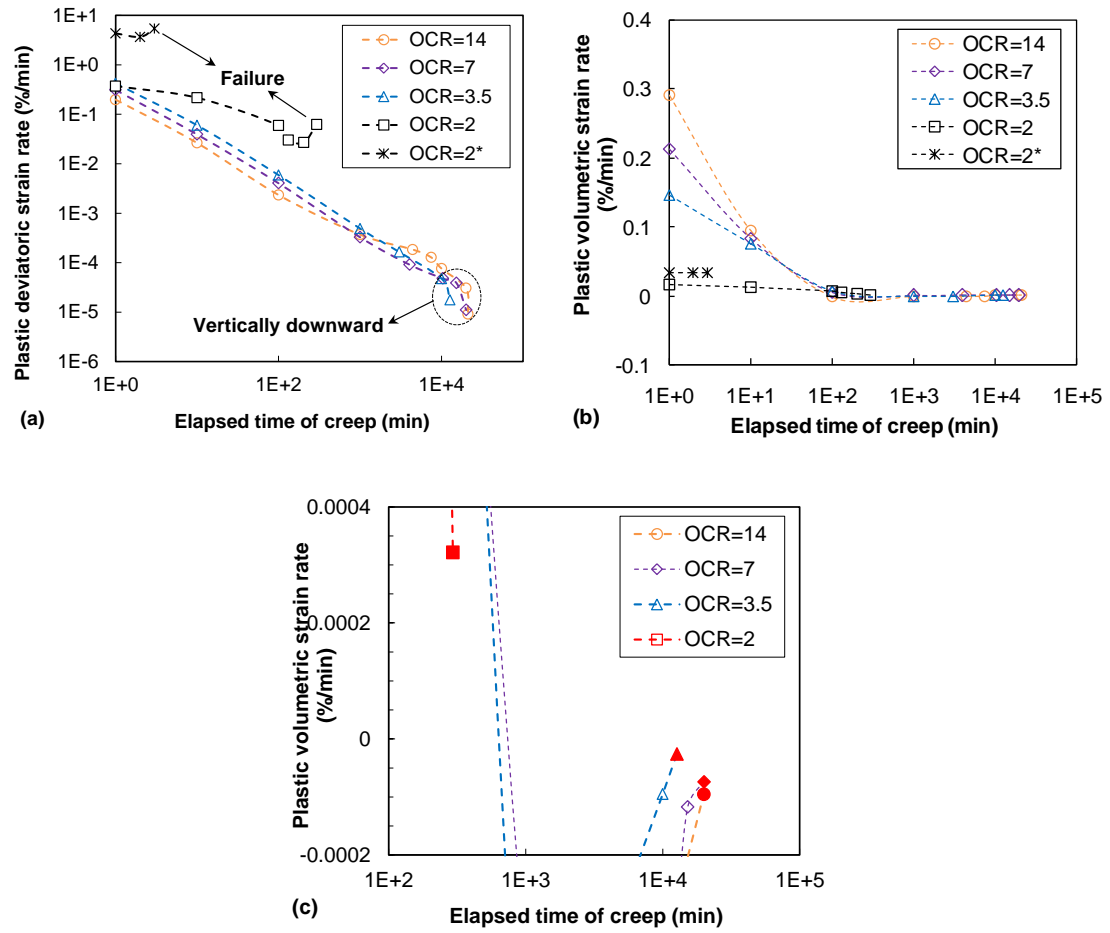 1E+1
1E+0
1E-1
1E-2
1E-3
1E-4
1E-5
1E-6
Plastic deviatoric strain rate (%/min)
OCR=14
OCR=7
OCR=3.5
OCR=2
OCR=2*
Failure
Vertically downward
1E+0
1E+2
1E+4
Elapsed time of creep (min)
(a)
0.4
0.3
0.2
0.1
0
-0.1
Plastic volumetric strain rate
(%/min)
OCR=14
OCR=7
OCR=3.5
OCR=2
OCR=2*
1E+0
1E+1
1E+2
1E+3
1E+4
1E+5
Elapsed time of creep (min)
(b)
0.0004
0.0002
0
-0.0002
Plastic volumetric strain rate
(%/min)
OCR=14
OCR=7
OCR=3.5
OCR=2
1E+2
1E+3
1E+4
1E+5
Elapsed time of creep (min)
(c)